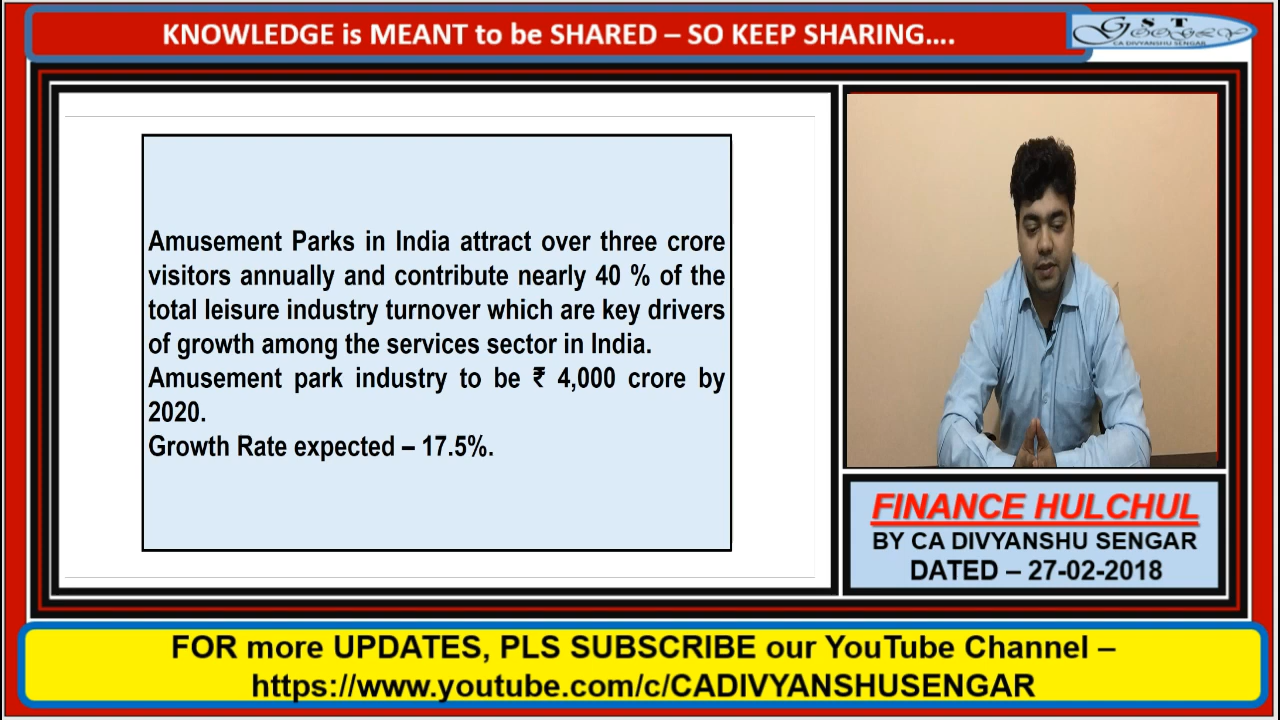 KNOWLEDGE is MEANT to be SHARED – SO KEEP SHARING....
G S T
GOOGLY
CA DIVYANSHU SENGAR
Amusement Parks in India attract over three crore
visitors annually and contribute nearly 40 % of the
total leisure industry turnover which are key drivers
of growth among the services sector in India.
Amusement park industry to be ₹ 4,000 crore by
2020.
Growth Rate expected – 17.5%.
FINANCE HULCHUL
BY CA DIVYANSHU SENGAR
DATED – 27-02-2018
FOR more UPDATES, PLS SUBSCRIBE our YouTube Channel –
https://www.youtube.com/c/CADIVYANSHUSENGAR